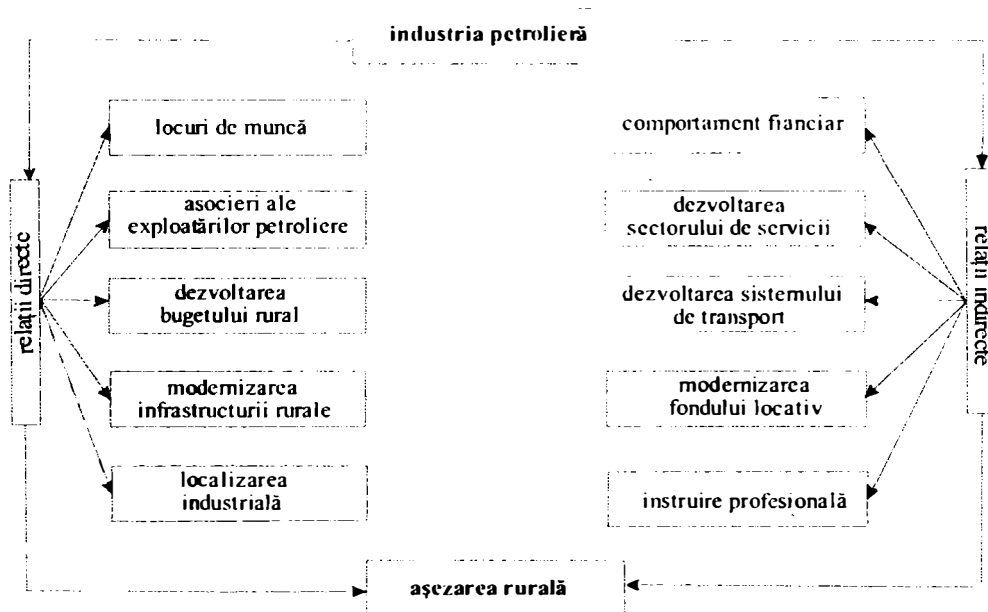 industria petrolieră
relații directe
locuri de muncă
asocieri ale
exploatărilor petroliere
dezvoltarea
bugetului rural
modernizarea
infrastructurii rurale
localizarea
industrială
comportament fianciar
dezvoltarea
sectorului de servicii
dezvoltarea sistemului
de transport
modernizarea
fondului locativ
instruire profesională
relații indirecte
așezarea rurală